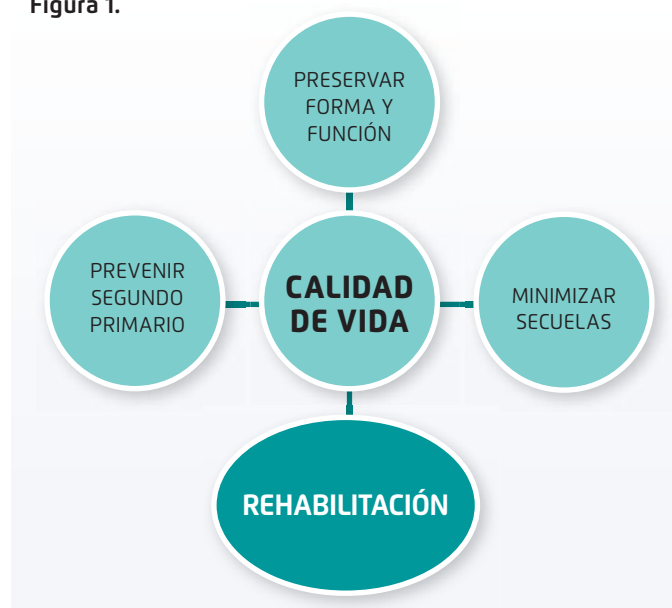 Figura 1.
PRESERVAR
FORMA Y
FUNCIÓN
PREVENIR
SEGUNDO
PRIMARIO
CALIDAD
DE VIDA
MINIMIZAR
SECUELAS
REHABILITACIÓN